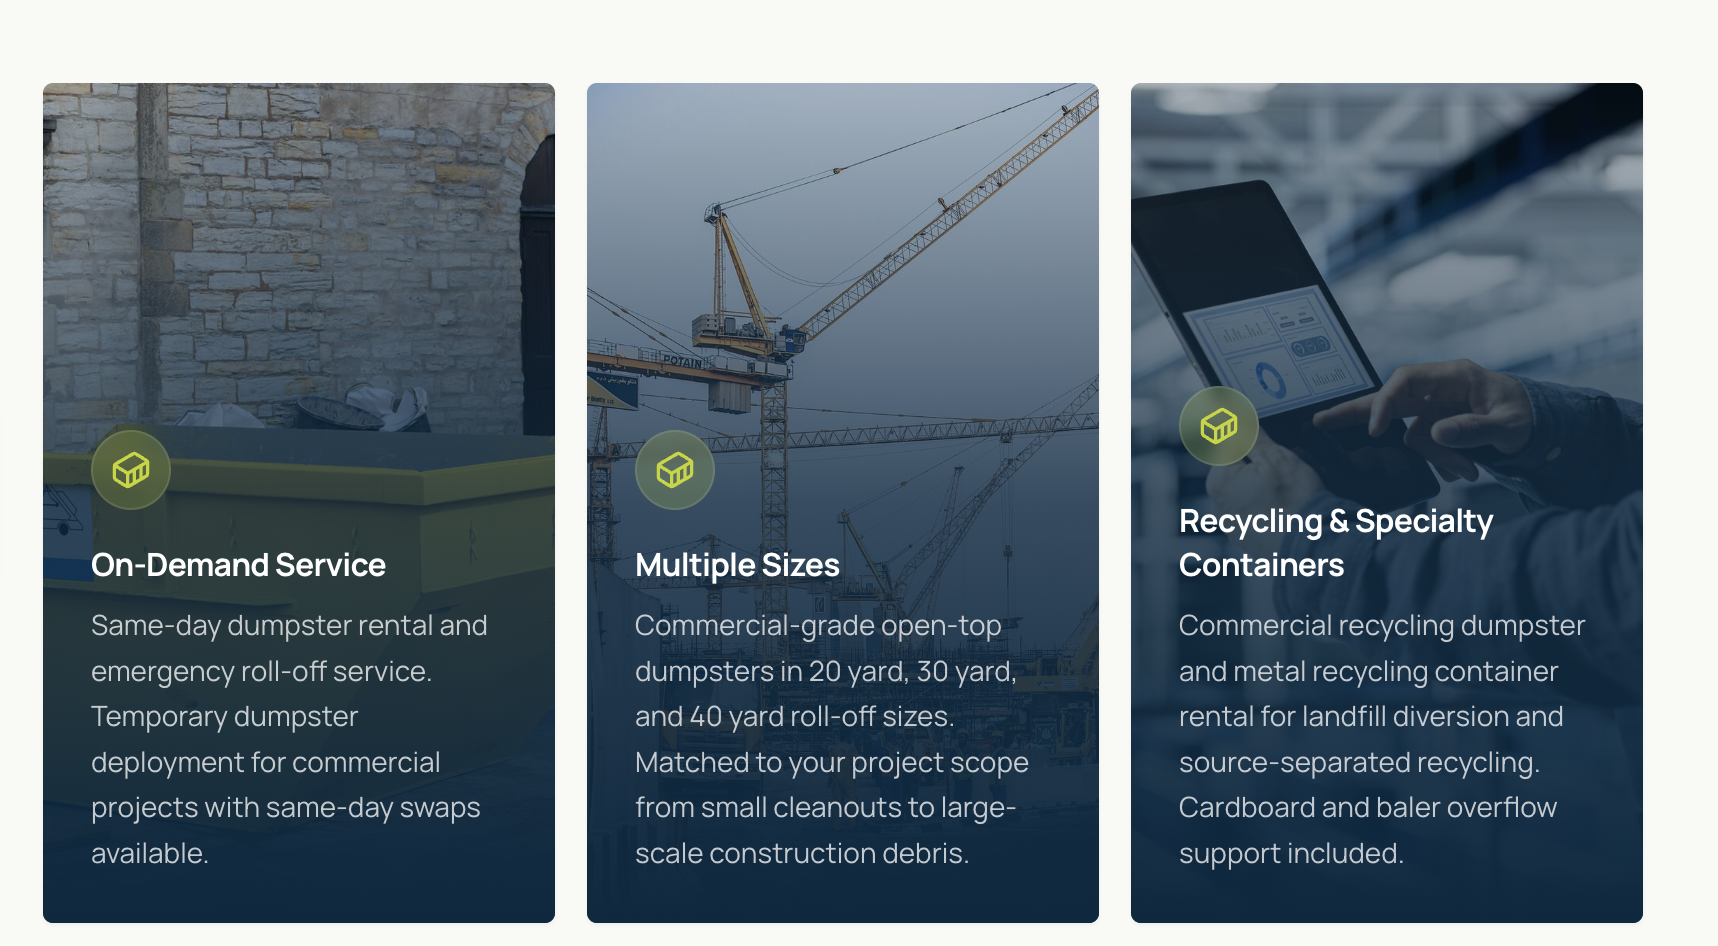 On-Demand Service
Same-day dumpster rental and
emergency roll-off service.
Temporary dumpster
deployment for commercial
projects with same-day swaps
available.
POTAIN
Multiple Sizes
Commercial-grade open-top
dumpsters in 20 yard, 30 yard,
and 40 yard roll-off sizes.
Matched to your project scope
from small cleanouts to large-
scale construction debris.
Recycling & Specialty
Containers
Commercial recycling dumpster
and metal recycling container
rental for landfill diversion and
source-separated recycling.
Cardboard and baler overflow
support included.